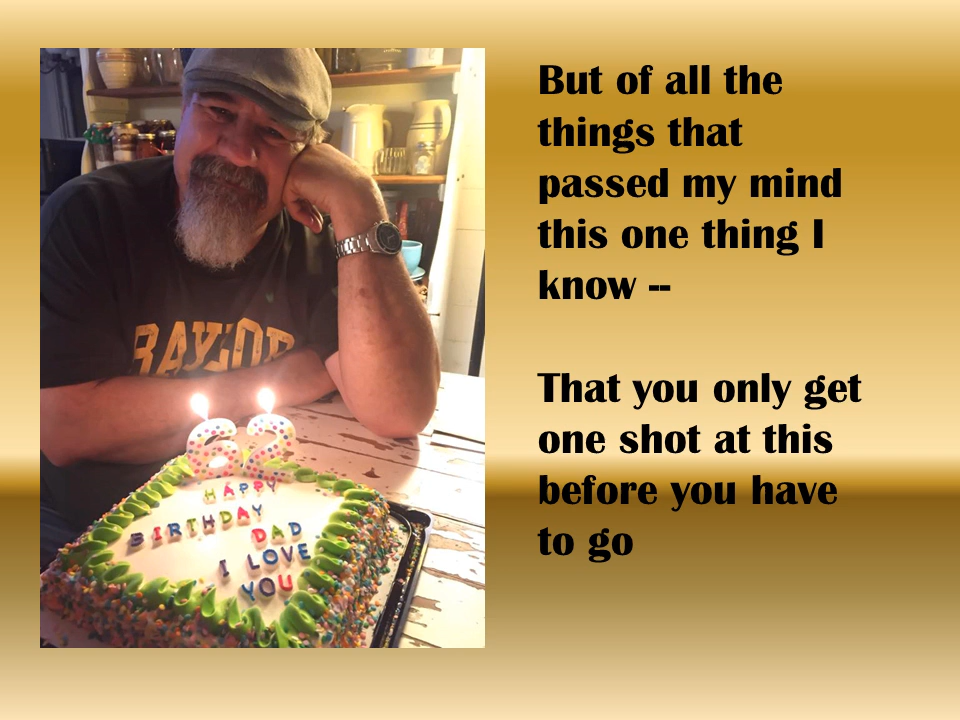 But of all the
things that
passed my mind
this one thing I
know --
That you only get
one shot at this
before you have
to go
BAYLOR
62
HAPPY
BIRTHDAY
DAD
I LOVE
YOU